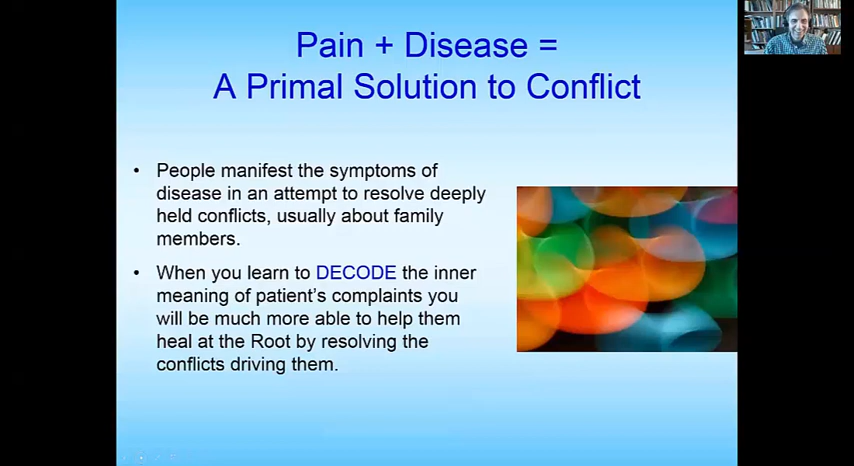 Pain + Disease =
A Primal Solution to Conflict
• People manifest the symptoms of
disease in an attempt to resolve deeply
held conflicts, usually about family
members.
• When you learn to DECODE the inner
meaning of patient's complaints you
will be much more able to help them
heal at the Root by resolving the
conflicts driving them.